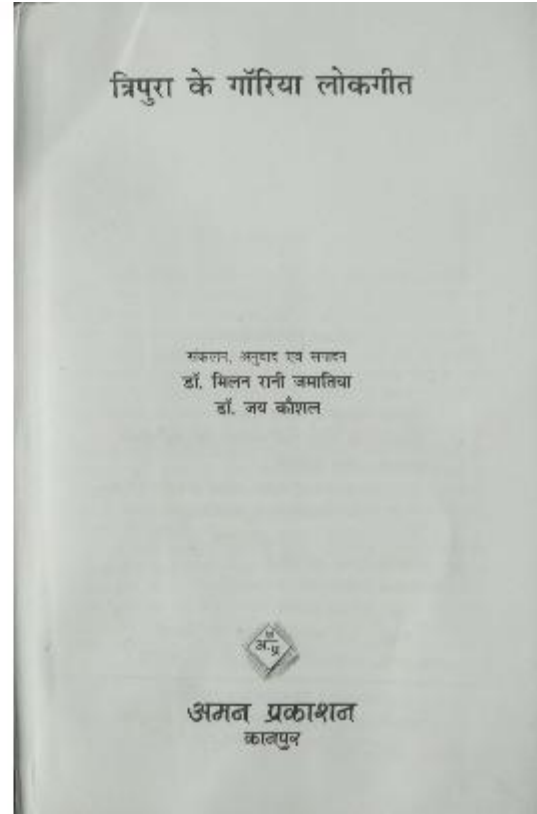 त्रिपुरा के गॉरिया लोकगीत
संकलन, अनुवाद एवं संपादन
डॉ. मिलन रानी जमातिया
डॉ. जय कौशल
अ.प्र
अमन प्रकाशन
कानपुर